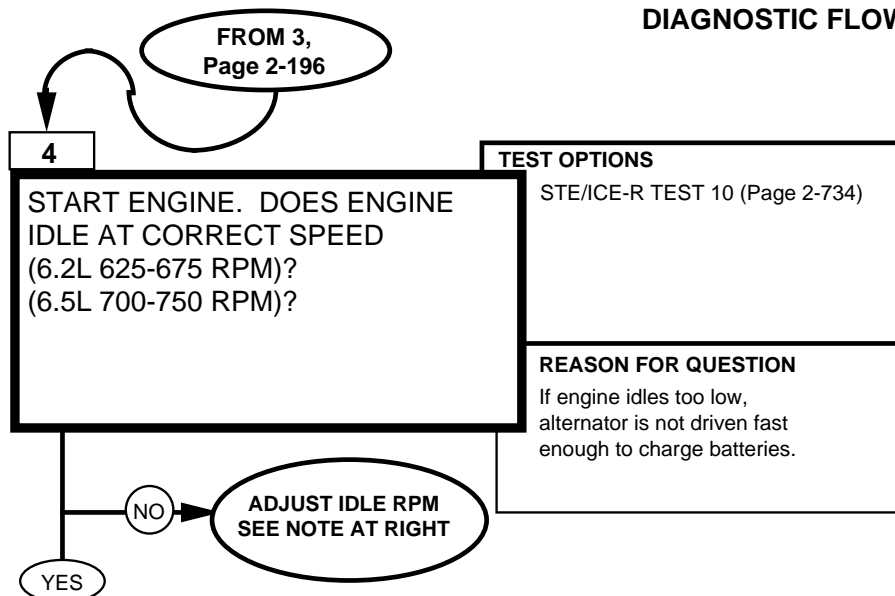 DIAGNOSTIC FLOW
FROM 3,
Page 2-196
4
START ENGINE. DOES ENGINE
IDLE AT CORRECT SPEED
(6.2L 625-675 RPM)?
(6.5L 700-750 RPM)?
TEST OPTIONS
STE/ICE-R TEST 10 (Page 2-734)
REASON FOR QUESTION
If engine idles too low,
alternator is not driven fast
enough to charge batteries.
NO
ADJUST IDLE RPM
SEE NOTE AT RIGHT
YES